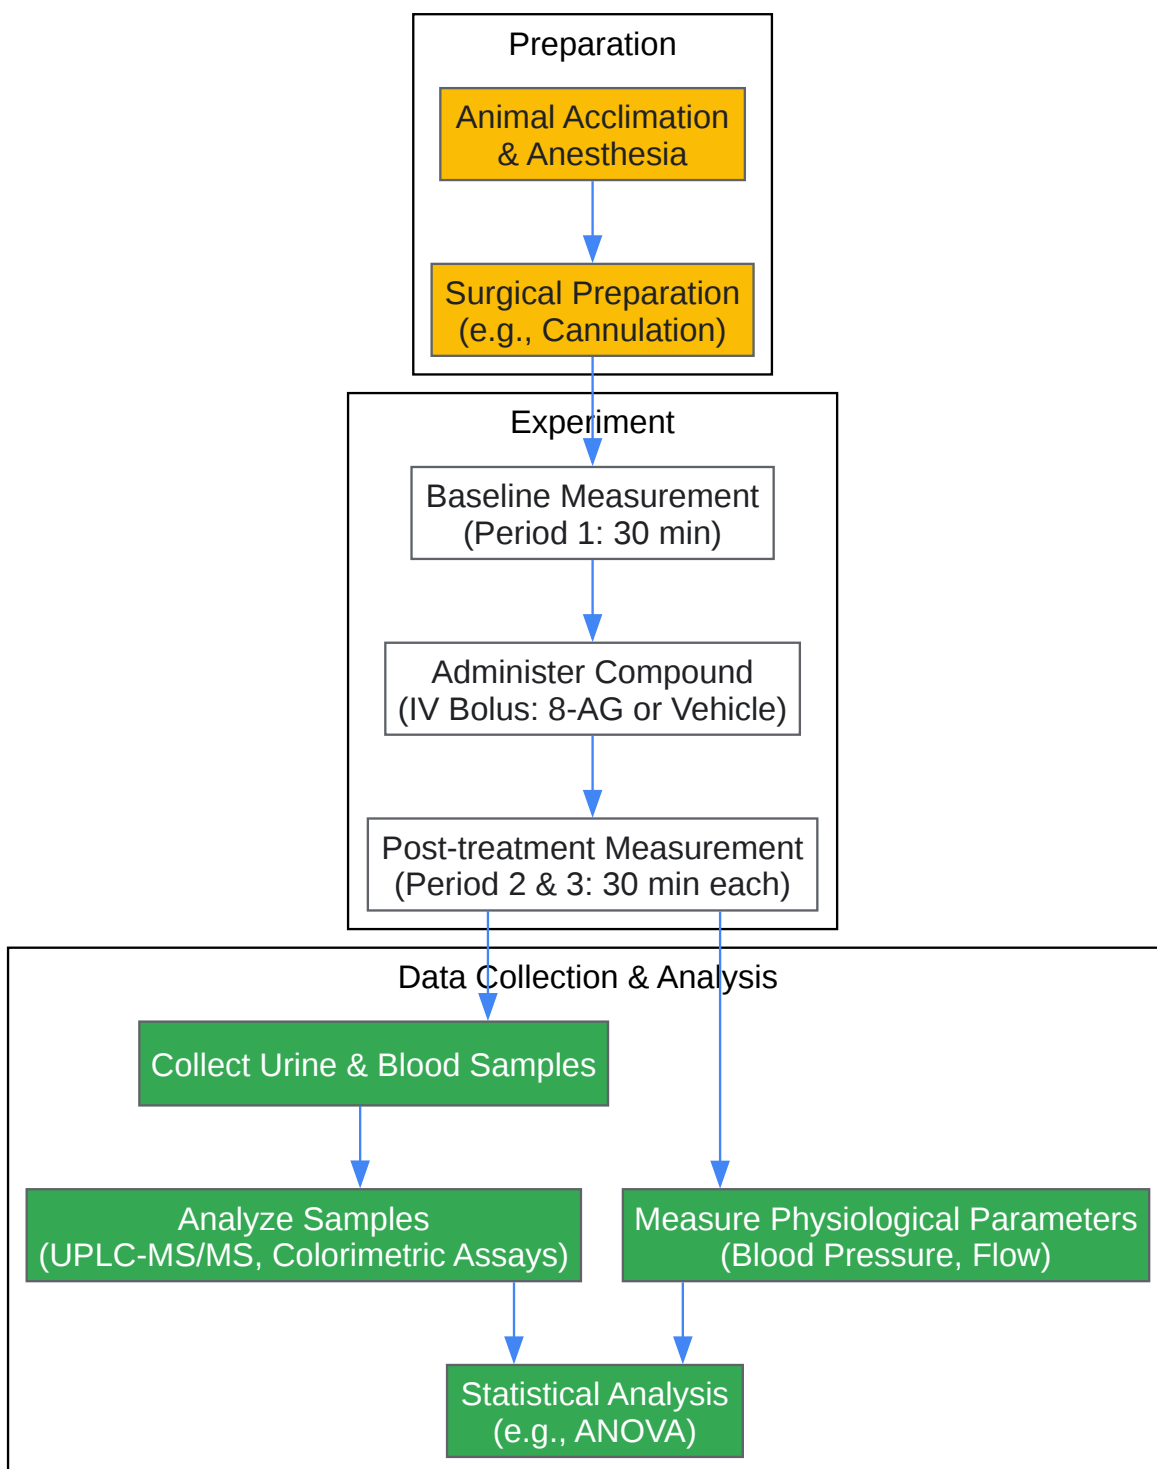 Preparation
Animal Acclimation
& Anesthesia
Surgical Preparation
(e.g., Cannulation)
Experiment
Baseline Measurement
(Period 1: 30 min)
Administer Compound
(IV Bolus: 8-AG or Vehicle)
Post-treatment Measurement
(Period 2 & 3: 30 min each)
Data Collection & Analysis
Collect Urine & Blood Samples
Analyze Samples
(UPLC-MS/MS, Colorimetric Assays)
Measure Physiological Parameters
(Blood Pressure, Flow)
Statistical Analysis
(e.g., ANOVA)